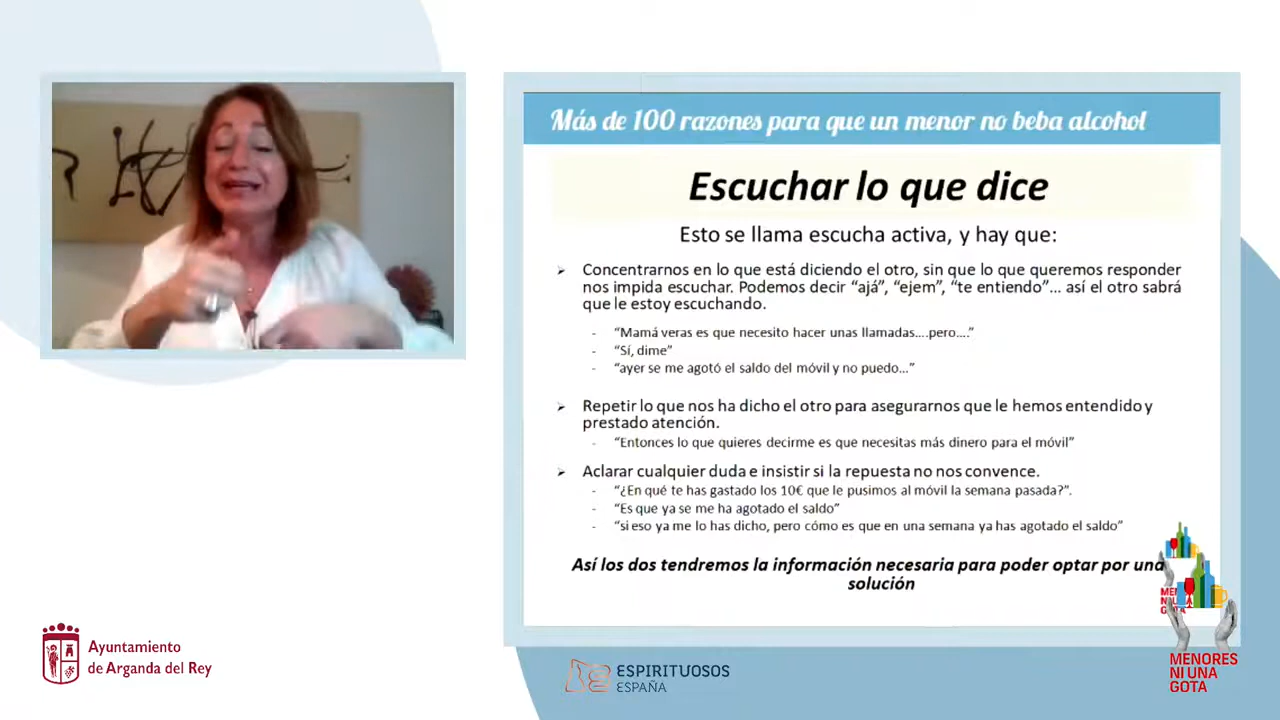 Más de 100 razones para que un menor no beba alcohol
Escuchar lo que dice
Esto se llama escucha activa, y hay que:
➢ Concentrarnos en lo que está diciendo el otro, sin que lo que queremos responder
nos impida escuchar. Podemos decir “ajá”, “ejem”, “te entiendo”... así el otro sabrá
que le estoy escuchando.
- “Mamá veras es que necesito hacer unas llamadas....pero....”
- “Sí, dime”
- “ayer se me agotó el saldo del móvil y no puedo...”
➢ Repetir lo que nos ha dicho el otro para asegurarnos que le hemos entendido y
prestado atención.
- “Entonces lo que quieres decirme es que necesitas más dinero para el móvil”
➢ Aclarar cualquier duda e insistir si la repuesta no nos convence.
- “¿En qué te has gastado los 10€ que le pusimos al móvil la semana pasada?”.
- “Es que ya se me ha agotado el saldo”
- “si eso ya me lo has dicho, pero cómo es que en una semana ya has agotado el saldo”
Así los dos tendremos la información necesaria para poder optar por una
solución
Ayuntamiento
de Arganda del Rey
ESPIRITUOSOS
ESPAÑA
MENORES
NI UNA
GOTA